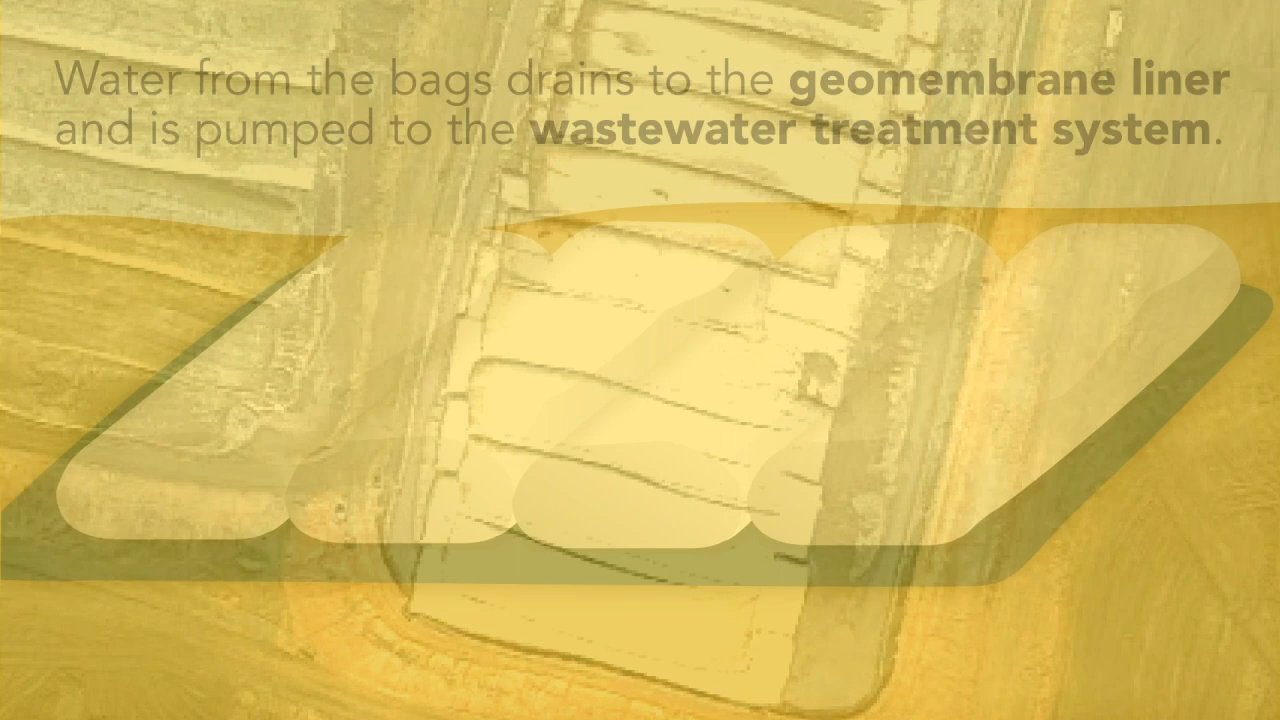 Water from the bags drains to the geomembrane liner
and is pumped to the wastewater treatment system.